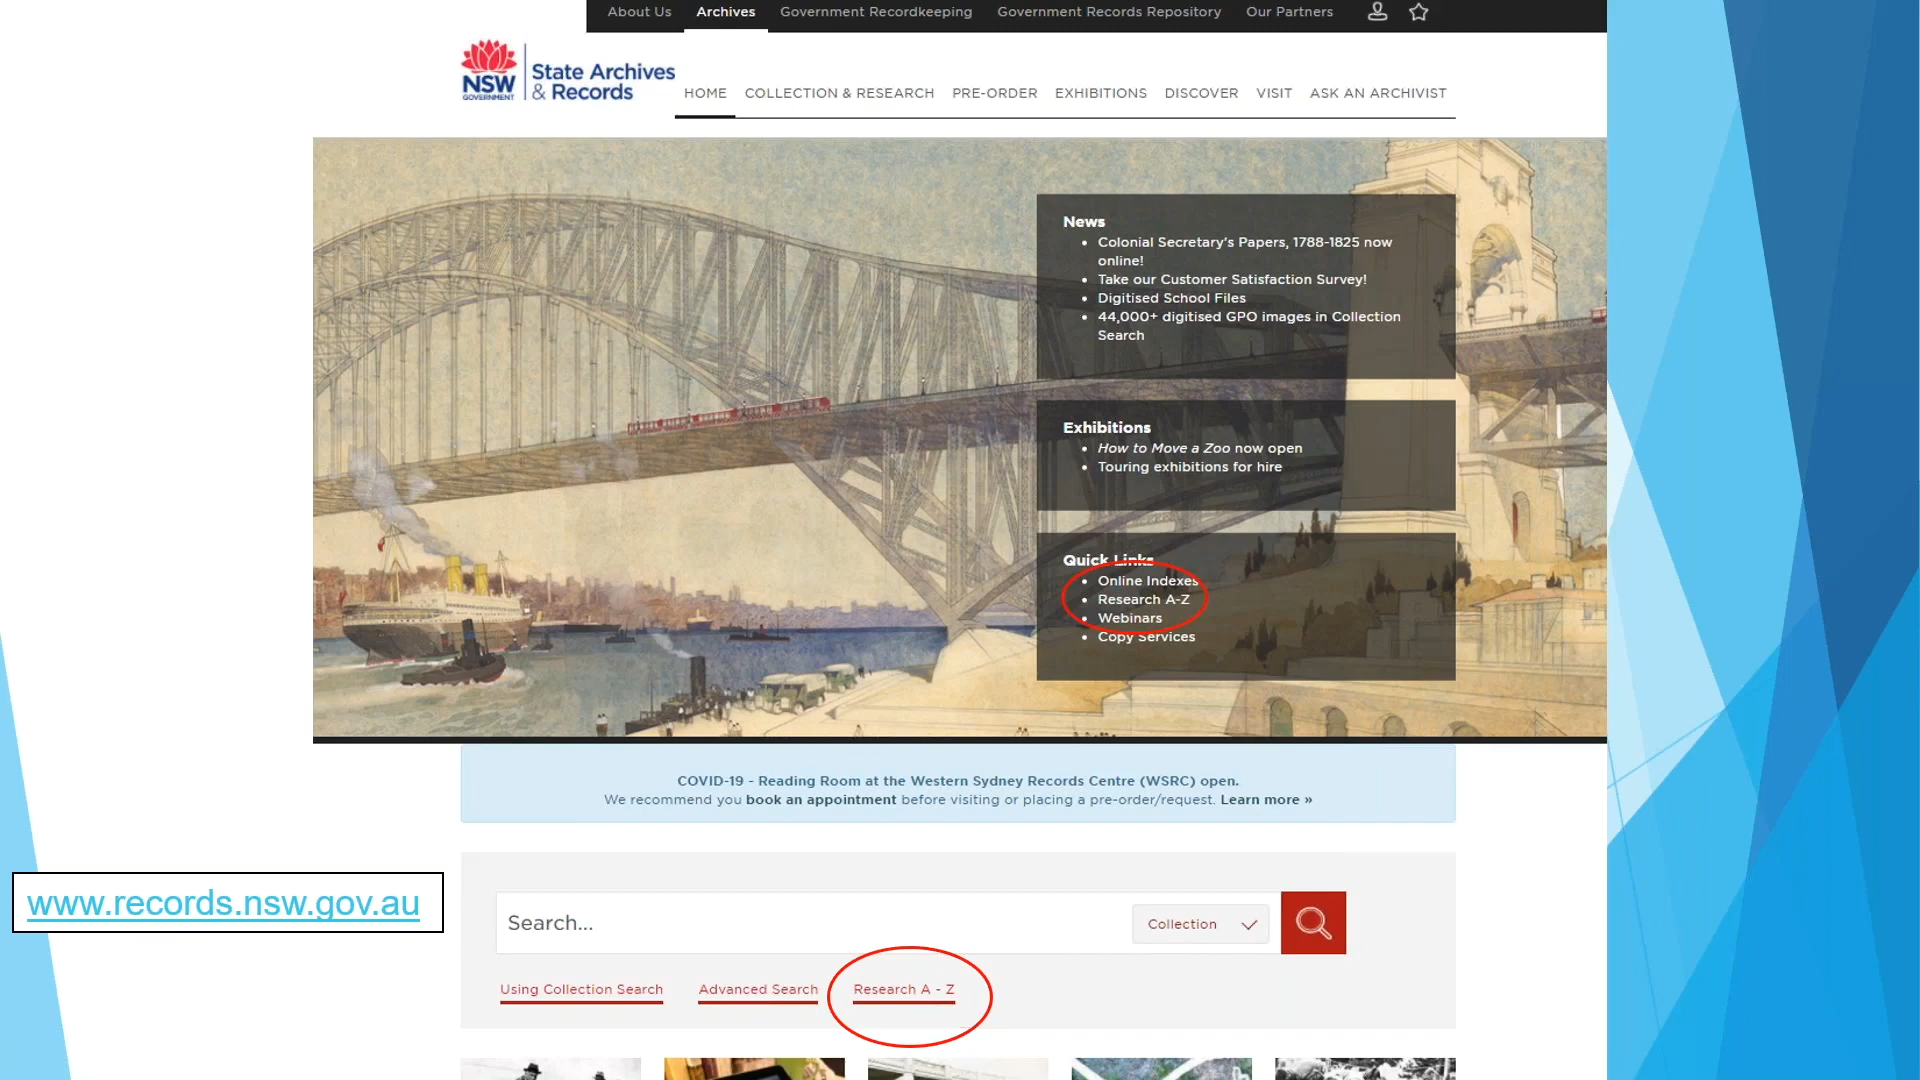 About Us Archives Government Recordkeeping Government Records Repository Our Partners
NSW
GOVERNMENT
State Archives
& Records
HOME COLLECTION & RESEARCH PRE-ORDER EXHIBITIONS DISCOVER VISIT ASK AN ARCHIVIST
News
• Colonial Secretary's Papers, 1788-1825 now
online!
• Take our Customer Satisfaction Survey!
• Digitised School Files
• 44,000+ digitised GPO images in Collection
Search
Exhibitions
• How to Move a Zoo now open
• Touring exhibitions for hire
Quick Links
• Online Indexes
• Research A-Z
• Webinars
• Copy Services
COVID-19 - Reading Room at the Western Sydney Records Centre (WSRC) open.
We recommend you book an appointment before visiting or placing a pre-order/request. Learn more »
www.records.nsw.gov.au
Search...
Collection
Using Collection Search Advanced Search Research A - Z